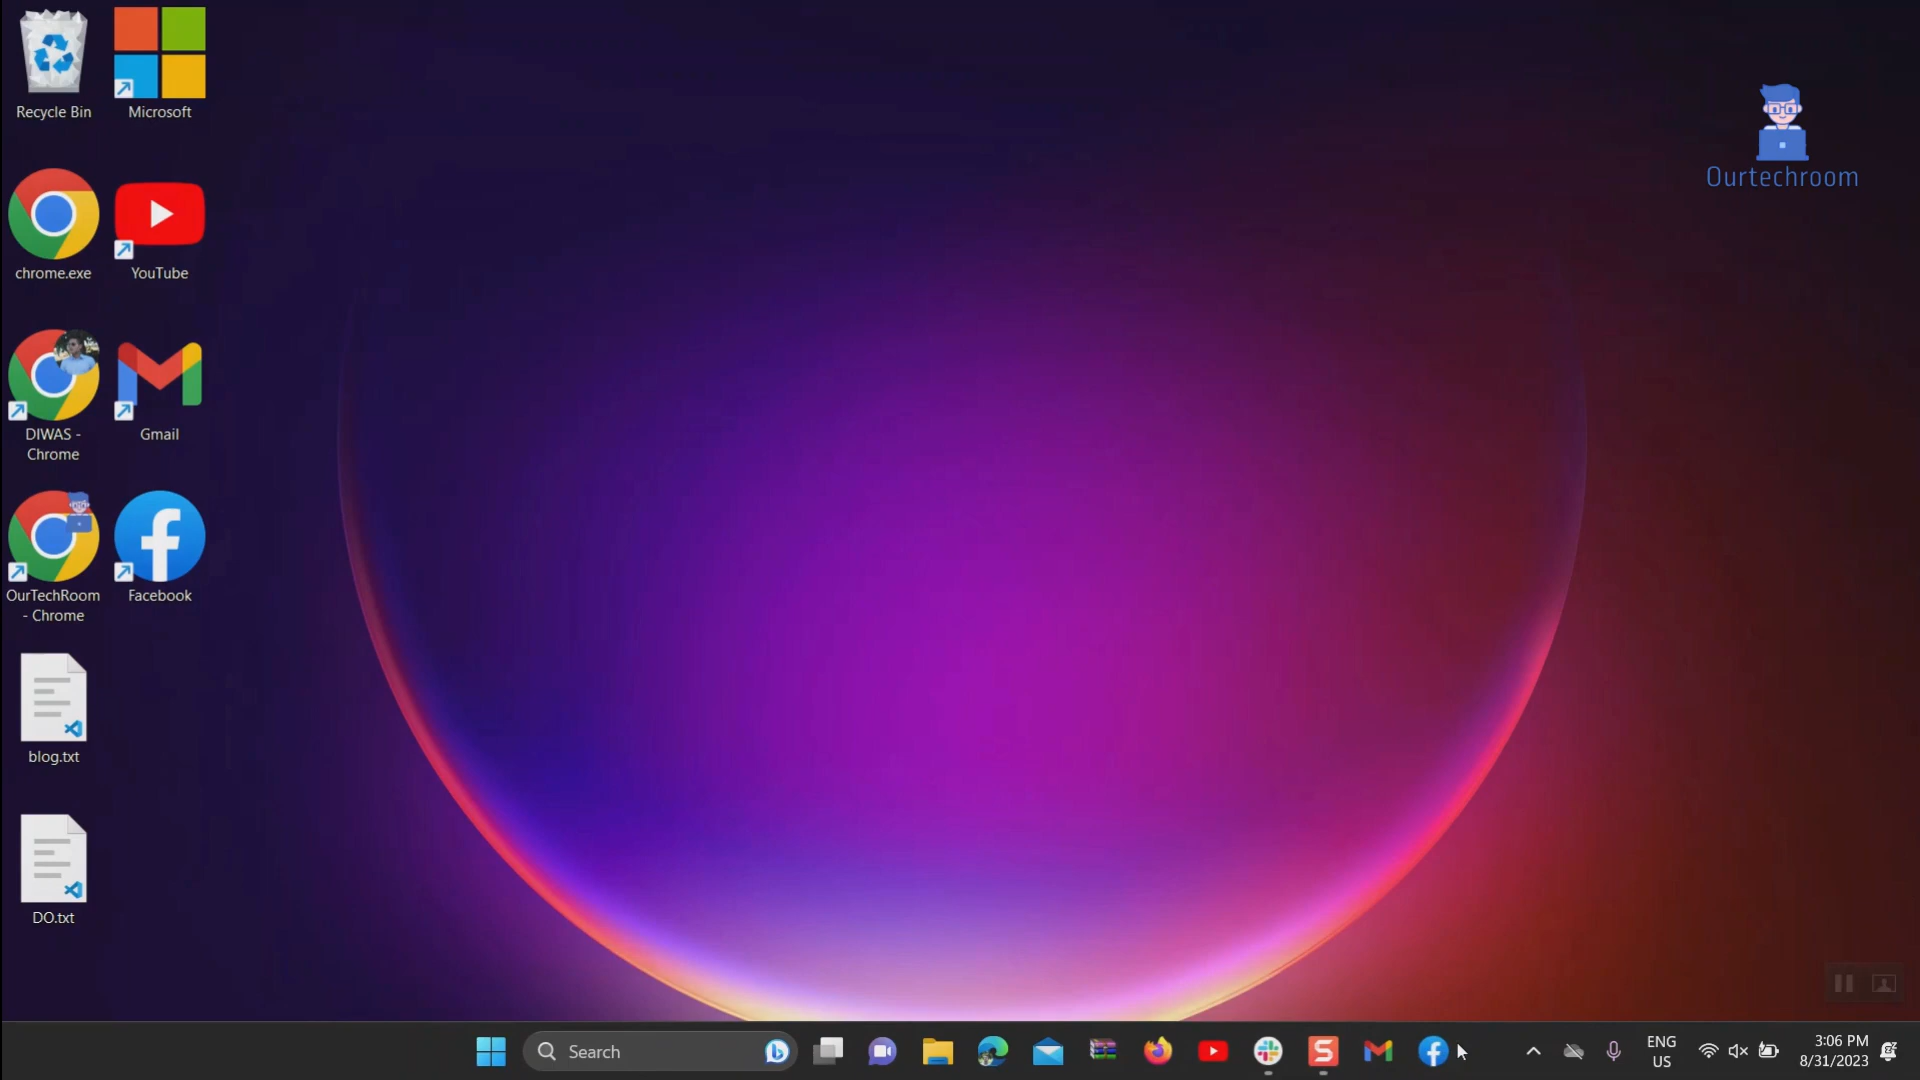 Recycle Bin
Microsoft
chrome.exe
YouTube
DIWAS -
Chrome
Gmail
OurTechRoom
- Chrome
Facebook
blog.txt
DO.txt
Ourtechroom
Search
ENG
US
3:06 PM
8/31/2023